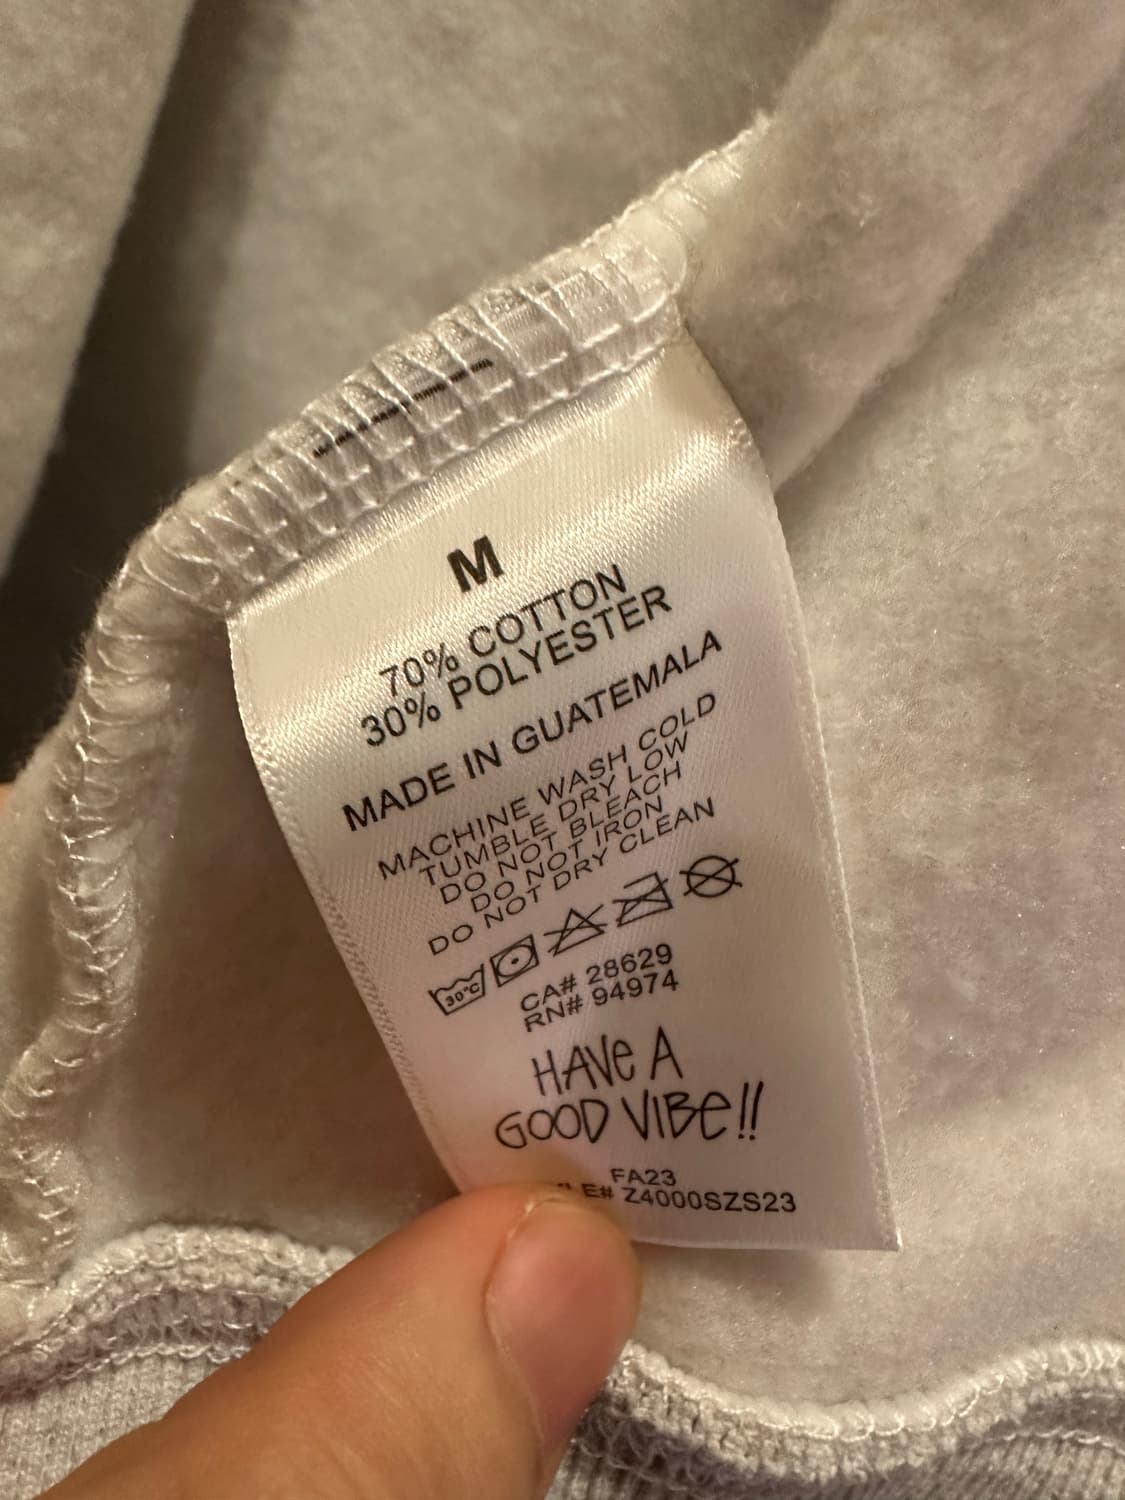 M
70% COTTON
30% POLYESTER
MADE IN GUATEMALA
MACHINE WASH COLD
TUMBLE DRY LOW
DO NOT BLEACH
DO NOT IRON
DO NOT DRY CLEAN
30°C
CA# 28629
RN# 94974
HAVe A
GOOD VIBe!!
FA23
Z4000SZS23